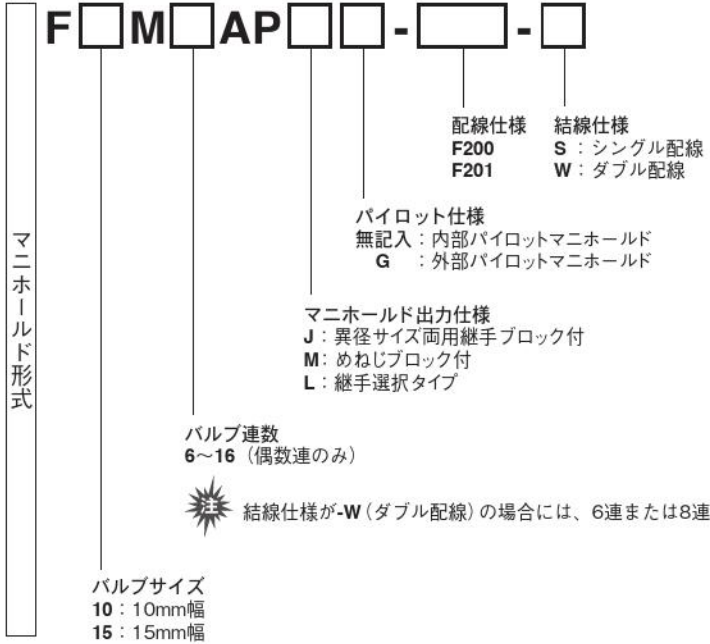 F□M□AP□□-□-□
配線仕様
F200
F201
結線仕様
S：シングル配線
W：ダブル配線
パイロット仕様
無記入：内部パイロットマニホールド
G：外部パイロットマニホールド
マニホールド形式
マニホールド出力仕様
J：異径サイズ両用継手ブロック付
M：めねじブロック付
L：継手選択タイプ
バルブ連数
6～16（偶数連のみ）
注 結線仕様が-W（ダブル配線）の場合には、6連または8連
バルブサイズ
10：10mm幅
15：15mm幅